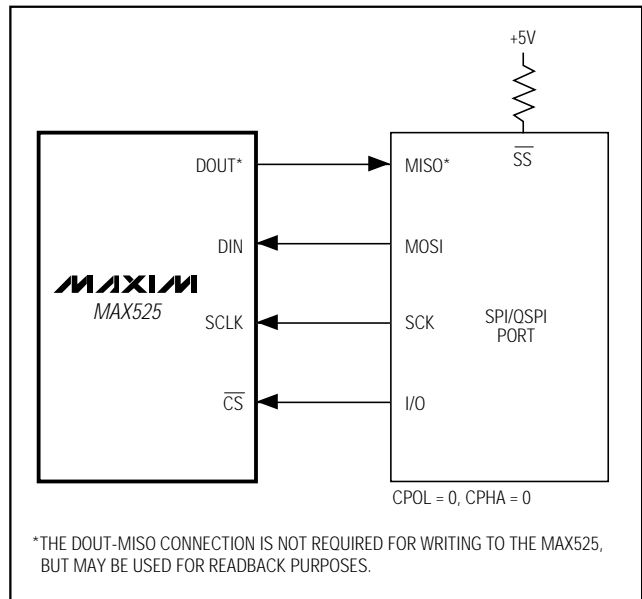 +5V
SS
DOUT*
MISO*
DIN
MOSI
MAXIM
MAX525
SCLK
SCK
SPI/QSPI
PORT
CS
I/O
CPOL = 0, CPHA = 0
*THE DOUT-MISO CONNECTION IS NOT REQUIRED FOR WRITING TO THE MAX525,
BUT MAY BE USED FOR READBACK PURPOSES.